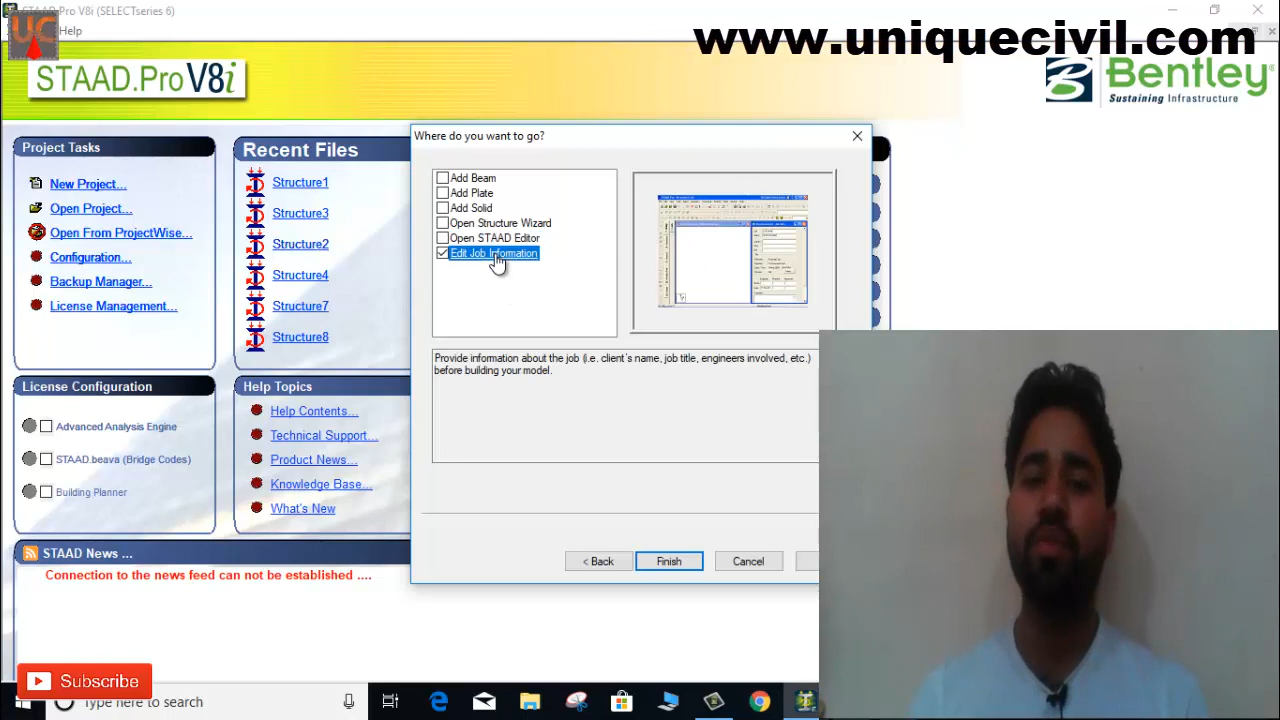 STAAD.Pro V8i (SELECTseries 6)
Help
www.uniquecivil.com
UC
STAAD.Pro V8i
Bentley
Sustaining Infrastructure
Project Tasks
New Project...
Open Project...
Open From ProjectWise...
Configuration...
Backup Manager...
License Management...
Recent Files
Structure1
Structure3
Structure2
Structure4
Structure7
Structure8
Where do you want to go?
Add Beam
Add Plate
Add Solid
Open Structure Wizard
Open STAAD Editor
Edit Job Information
Provide information about the job (i.e. client's name, job title, engineers involved, etc.)
before building your model.
< Back
Finish
Cancel
License Configuration
Advanced Analysis Engine
STAAD.beava (Bridge Codes)
Building Planner
Help Topics
Help Contents...
Technical Support...
Product News...
Knowledge Base...
What's New
STAAD News ...
Connection to the news feed can not be established ....
Subscribe
Type here to search